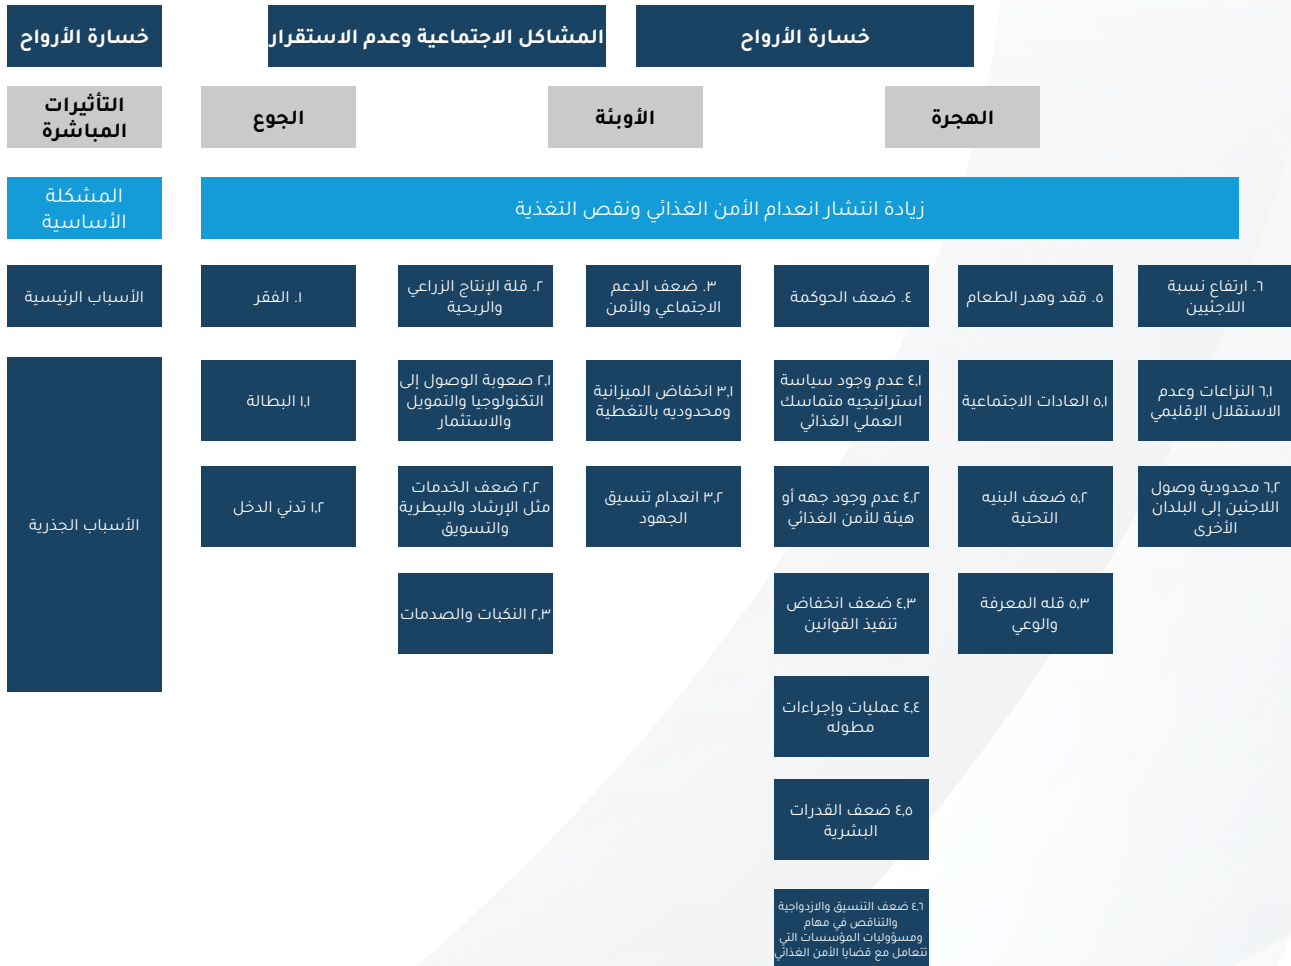 خسارة الأرواح
المشاكل الاجتماعية وعدم الاستقرار
خسارة الأرواح
التأثيرات
المباشرة
الجوع
الأوبئة
الهجرة
المشكلة
الأساسية
زيادة انتشار انعدام الأمن الغذائي ونقص التغذية
الأسباب الرئيسية
١. الفقر
٢. قلة الإنتاج الزراعي
والربحية
٣. ضعف الدعم
الاجتماعي والأمن
٤. ضعف الحوكمة
٥. فقد وهدر الطعام
٦. ارتفاع نسبة
اللاجئيين
الأسباب الجذرية
١,١ البطالة
٢,١ صعوبة الوصول إلى
التكنولوجيا والتمويل
والاستثمار
٣,١ انخفاض الميزانية
ومحدوديه بالتغطية
٤,١ عدم وجود سياسة
استراتيجيه متماسك
العملي الغذائي
٥,١ العادات الاجتماعية
٦,١ النزاعات وعدم
الاستقلال الإقليمي
١,٢ تدني الدخل
٢,٢ ضعف الخدمات
مثل الإرشاد والبيطرية
والتسويق
٣,٢ انعدام تنسيق
الجهود
٤,٢ عدم وجود جهه أو
هيئة للأمن الغذائي
٥,٢ ضعف البنيه
التحتية
٦,٢ محدودية وصول
اللاجئين إلى البلدان
الأخرى
٢,٣ النكبات والصدمات
٤,٣ ضعف انخفاض
تنفيذ القوانين
٥,٣ قله المعرفة
والوعي
٤,٤ عمليات وإجراءات
مطوله
٤,٥ ضعف القدرات
البشرية
٤,٦ ضعف التنسيق والازدواجية
والتناقص في مهام
ومسؤوليات المؤسسات التي
تتعامل مع قضايا الأمن الغذائي